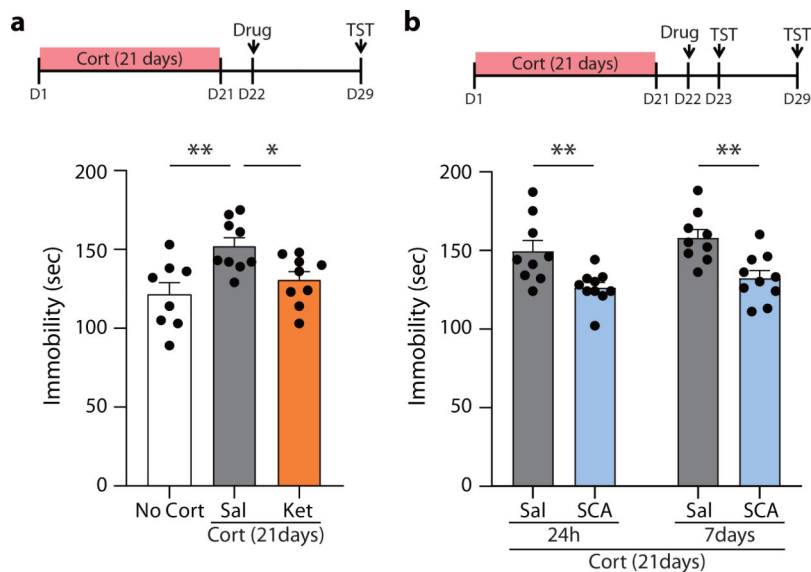 a
Drug TST
Cort (21 days)
D1 D21 D22 D29
** *
200
150
100
50
0
Immobility (sec)
No Cort Sal Ket
Cort (21days)
b
Drug TST TST
Cort (21 days)
D1 D21 D22 D23 D29
** **
200
150
100
50
0
Immobility (sec)
Sal SCA Sal SCA
24h 7days
Cort (21days)